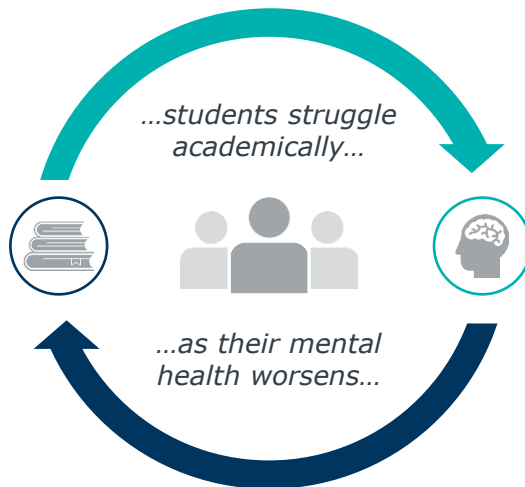 …students struggle
academically…
…as their mental
health worsens…